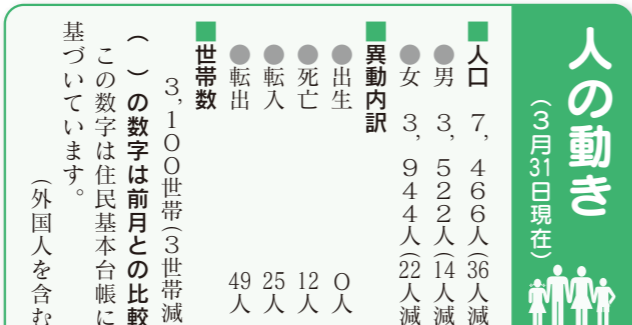 人の動き
(3月31日現在)
■人口 7,466人(36人減
●男 3,522人(14人減
●女 3,944人(22人減
■異動内訳
●出生 0人
●死亡 12人
●転入 25人
●転出 49人
■世帯数
3,100世帯(3世帯減
( )の数字は前月との比較
この数字は住民基本台帳に
基づいています。
(外国人を含む